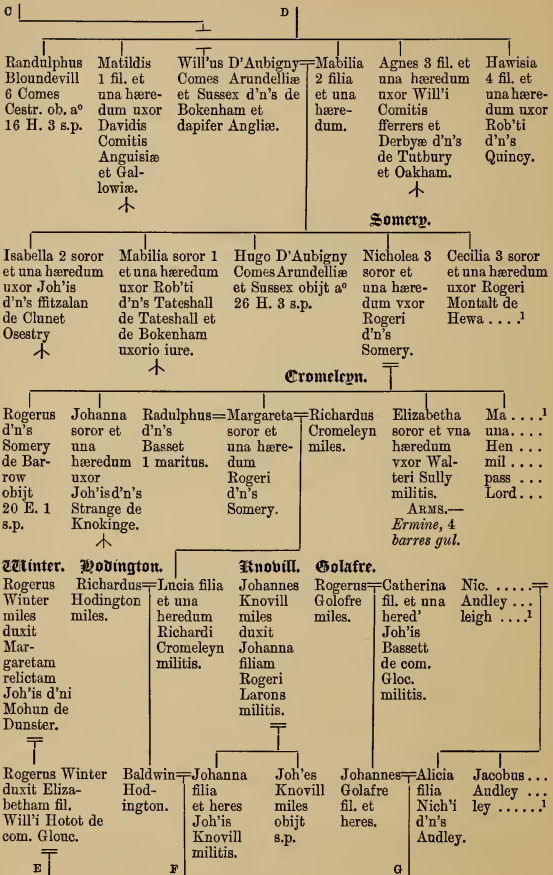 C
D
Randulphus
Bloundevill
6 Comes
Cestr. ob. aº
16 H. 3 s.p.
Matildis
1 fil. et
una hære-
dum uxor
Davidis
Comitis
Anguisiæ
et Gal-
lowiæ.
Will'us D'Aubigny
Comes Arundelliæ
et Sussex d'n's de
Bokenham et
dapifer Angliæ.
Mabilia
2 filia
et una
hære-
dum.
Agnes 3 fil. et
una hæredum
uxor Will'i
Comitis
fferrers et
Derbyæ d'n's
de Tutbury
et Oakham.
Hawisia
4 fil. et
una hære-
dum uxor
Rob'ti
d'n's
Quincy.
Somery.
Isabella 2 soror
et una hæredum
uxor Joh'is
d'n's ffitzalan
de Clunet
Osestry
Mabilia soror 1
et una hæredum
uxor Rob'ti
d'n's Tateshall
de Tateshall et
de Bokenham
uxorio iure.
Hugo D'Aubigny
Comes Arundelliæ
et Sussex obijt aº
26 H. 3 s.p.
Nicholea 3
soror et
una hære-
dum vxor
Rogeri
d'n's
Somery.
Cecilia 3 soror
et una hæredum
uxor Rogeri
Montalt de
Hewa . . . .¹
Cromeleyn.
Rogerus
d'n's
Somery
de Bar-
row
obijt
20 E. 1
s.p.
Johanna
soror et
una
hæredum
uxor
Joh'is d'n's
Strange de
Knokinge.
Radulphus
d'n's
Basset
1 maritus.
Margareta
soror et
una hære-
dum
Rogeri
d'n's
Somery.
Richardus
Cromeleyn
miles.
Elizabetha
soror et vna
hæredum
vxor Wal-
teri Sully
militis.
ARMS.—
Ermine, 4
barres gul.
Ma . . . .¹
una. . . .
Hen . . .
mil . . . .
pass . . .
Lord. . .
Winter. Hodington. Knovill. Golafre.
Rogerus
Winter
miles
duxit
Mar-
garetam
relictam
Joh'is d'ni
Mohun de
Dunster.
Richardus
Hodington
miles.
Lucia filia
et una
heredum
Richardi
Cromeleyn
militis.
Johannes
Knovill
miles
duxit
Johanna
filiam
Rogeri
Larons
militis.
Rogerus
Golofre
miles.
Catherina
fil. et una
hered'
Joh'is
Bassett
de com.
Gloc.
militis.
Nic. . . . . .
Audley . . .
leigh . . . .¹
Rogerus Winter
duxit Eliza-
betham fil.
Will'i Hotot de
com. Glouc.
Baldwin
Hod-
ington.
Johanna
filia
et heres
Joh'is
Knovill
militis.
Joh'es
Knovill
miles
obijt
s.p.
Johannes
Golafre
fil. et
heres.
Alicia
filia
Nich'i
d'n's
Audley.
Jacobus . . .
Audley . . .
ley . . . . . .¹
E
F
G